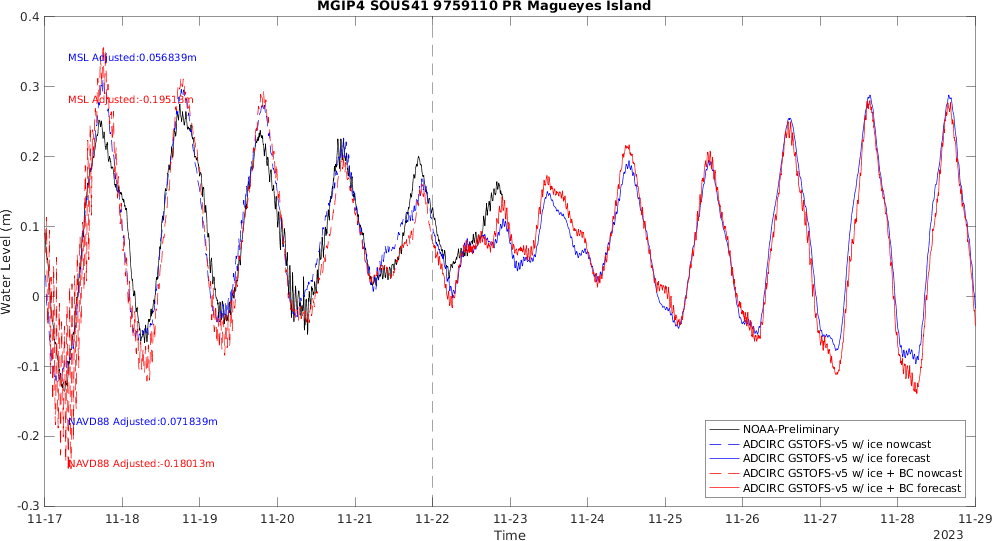 MGIP4 SOUS41 9759110 PR Magueyes Island
0.4
0.3
0.2
0.1
0
-0.1
-0.2
-0.3
Water Level (m)
MSL Adjusted:0.056839m
MSL Adjusted:-0.1951 m
NAVD88 Adjusted:0.071839m
NAVD88 Adjusted:-0.18013m
NOAA-Preliminary
ADCIRC GSTOFS-v5 w/ ice nowcast
ADCIRC GSTOFS-v5 w/ ice forecast
ADCIRC GSTOFS-v5 w/ ice + BC nowcast
ADCIRC GSTOFS-v5 w/ ice + BC forecast
11-17 11-18 11-19 11-20 11-21 11-22 11-23 11-24 11-25 11-26 11-27 11-28 11-29
Time
2023